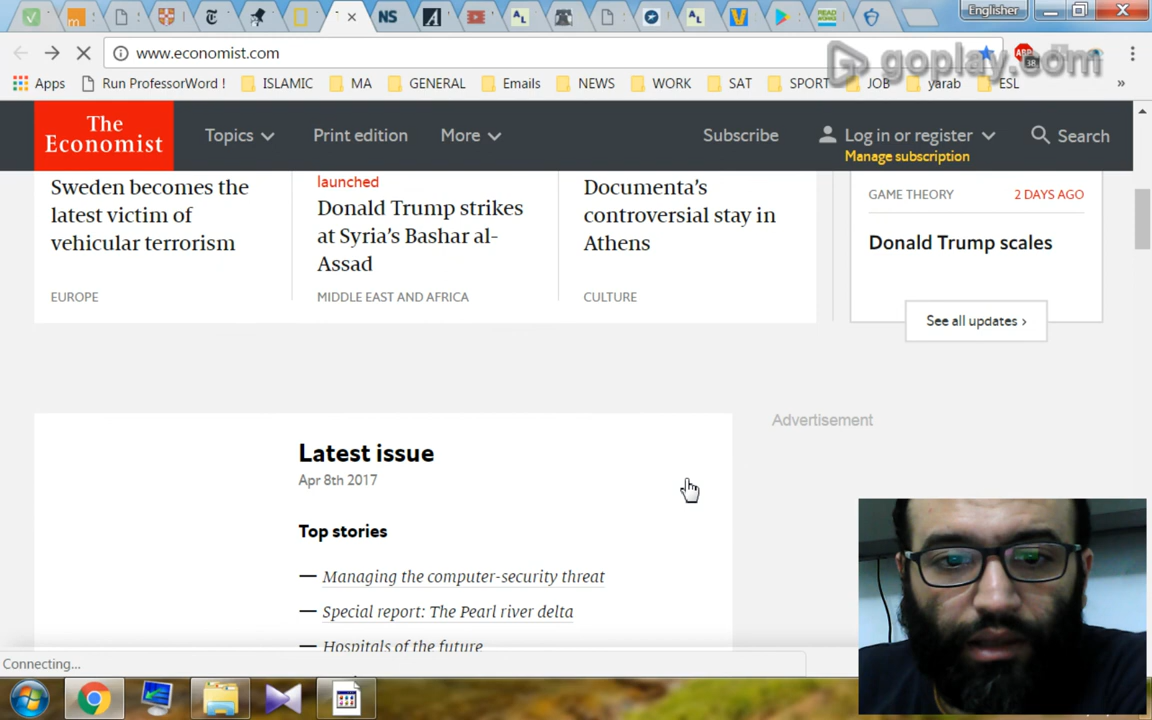 Englisher
www.economist.com
goplay.com
ABP
38
Apps
Run ProfessorWord !
ISLAMIC
MA
GENERAL
Emails
NEWS
WORK
SAT
SPORT
JOB
yarab
ESL
»
The
Economist
Topics
Print edition
More
Subscribe
Log in or register
Manage subscription
Search
Sweden becomes the
latest victim of
vehicular terrorism
EUROPE
launched
Donald Trump strikes
at Syria's Bashar al-
Assad
MIDDLE EAST AND AFRICA
Documenta's
controversial stay in
Athens
CULTURE
GAME THEORY
2 DAYS AGO
Donald Trump scales
See all updates ›
Latest issue
Apr 8th 2017
Top stories
— Managing the computer-security threat
— Special report: The Pearl river delta
— Hospitals of the future
Advertisement
Connecting...